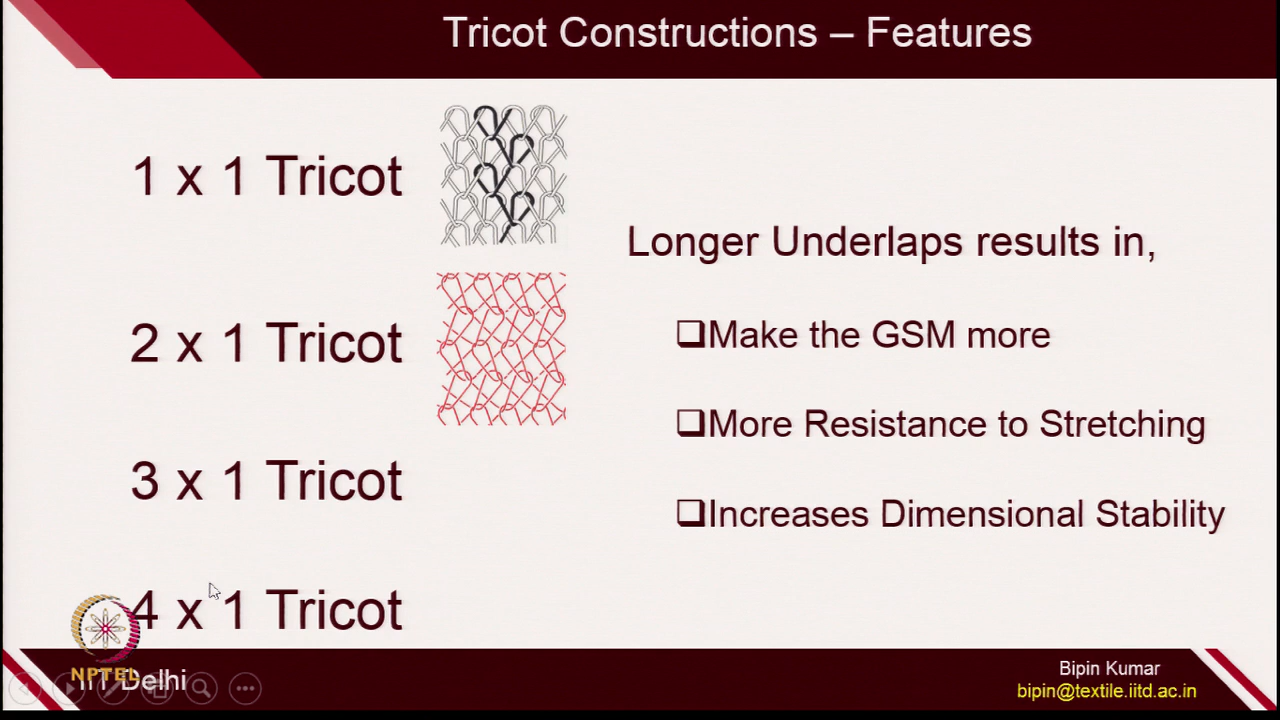 Tricot Constructions – Features
1 x 1 Tricot
2 x 1 Tricot
3 x 1 Tricot
4 x 1 Tricot
Longer Underlaps results in,
❑Make the GSM more
❑More Resistance to Stretching
❑Increases Dimensional Stability
NPTEL
IIT Delhi
Bipin Kumar
bipin@textile.iitd.ac.in